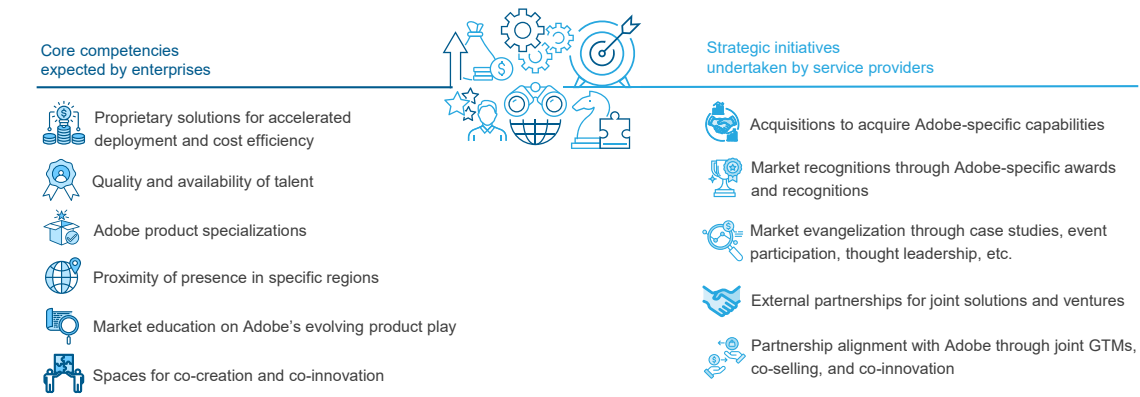 Core competencies
expected by enterprises
Proprietary solutions for accelerated
deployment and cost efficiency
Quality and availability of talent
Adobe product specializations
Proximity of presence in specific regions
Market education on Adobe's evolving product play
Spaces for co-creation and co-innovation
Strategic initiatives
undertaken by service providers
Acquisitions to acquire Adobe-specific capabilities
Market recognitions through Adobe-specific awards
and recognitions
Market evangelization through case studies, event
participation, thought leadership, etc.
External partnerships for joint solutions and ventures
Partnership alignment with Adobe through joint GTMs,
co-selling, and co-innovation